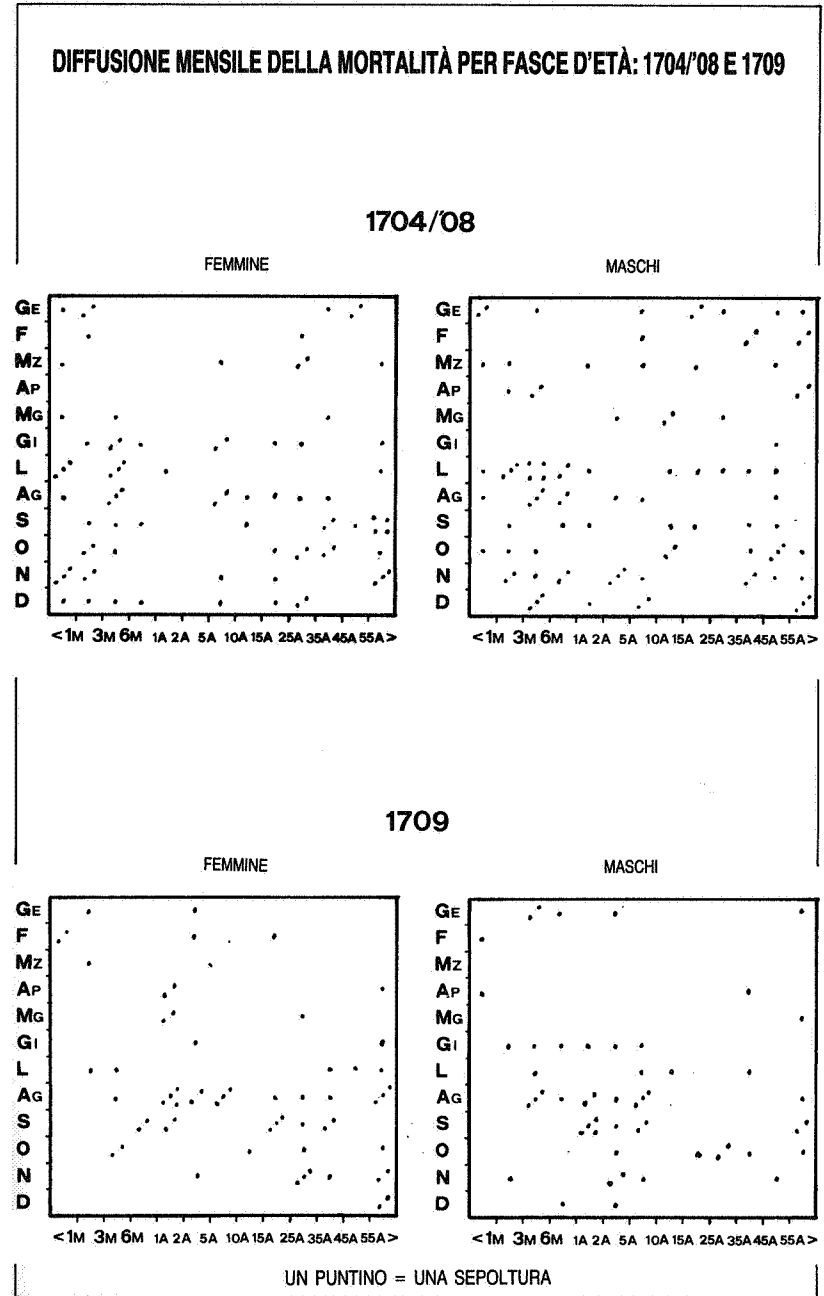 DIFFUSIONE MENSILE DELLA MORTALITÀ PER FASCE D'ETÀ: 1704/'08 E 1709
1704/'08
FEMMINE
GE
F
MZ
AP
MG
GI
L
AG
S
O
N
D
<1M 3M 6M 1A 2A 5A 10A 15A 25A 35A 45A 55A>
MASCHI
GE
F
MZ
AP
MG
GI
L
AG
S
O
N
D
<1M 3M 6M 1A 2A 5A 10A 15A 25A 35A 45A 55A>
1709
FEMMINE
GE
F
MZ
AP
MG
GI
L
AG
S
O
N
D
<1M 3M 6M 1A 2A 5A 10A 15A 25A 35A 45A 55A>
MASCHI
GE
F
MZ
AP
MG
GI
L
AG
S
O
N
D
<1M 3M 6M 1A 2A 5A 10A 15A 25A 35A 45A 55A>
UN PUNTINO = UNA SEPOLTURA